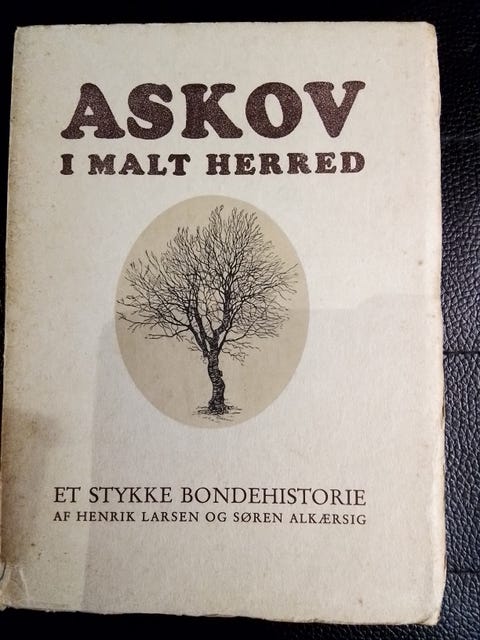 ASKOV
I MALT HERRED
ET STYKKE BONDEHISTORIE
AF HENRIK LARSEN OG SØREN ALKÆRSIG